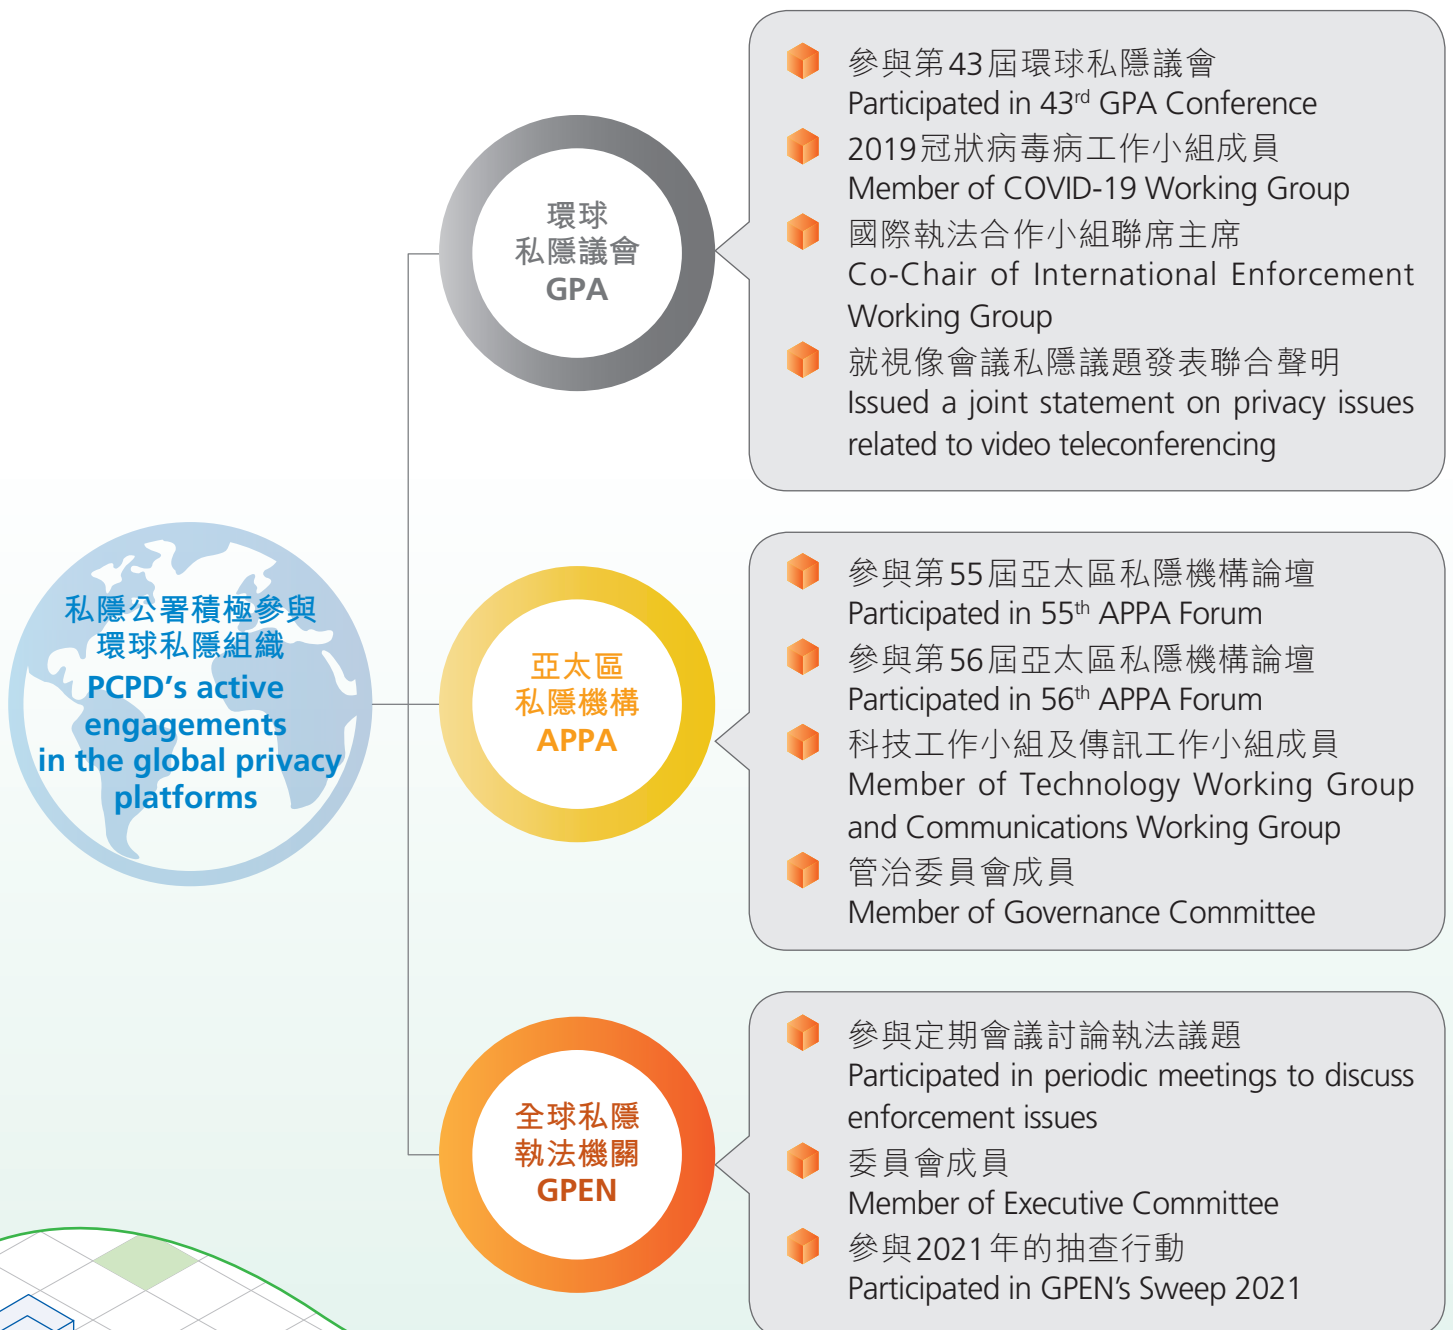 私隱公署積極參與
環球私隱組織
PCPD's active
engagements
in the global privacy
platforms
環球
私隱議會
GPA
參與第43屆環球私隱議會
Participated in 43rd GPA Conference
2019冠狀病毒病工作小組成員
Member of COVID-19 Working Group
國際執法合作小組聯席主席
Co-Chair of International Enforcement
Working Group
就視像會議私隱議題發表聯合聲明
Issued a joint statement on privacy issues
related to video teleconferencing
亞太區
私隱機構
APPA
參與第55屆亞太區私隱機構論壇
Participated in 55th APPA Forum
參與第56屆亞太區私隱機構論壇
Participated in 56th APPA Forum
科技工作小組及傳訊工作小組成員
Member of Technology Working Group
and Communications Working Group
管治委員會成員
Member of Governance Committee
全球私隱
執法機關
GPEN
參與定期會議討論執法議題
Participated in periodic meetings to discuss
enforcement issues
委員會成員
Member of Executive Committee
參與2021年的抽查行動
Participated in GPEN's Sweep 2021